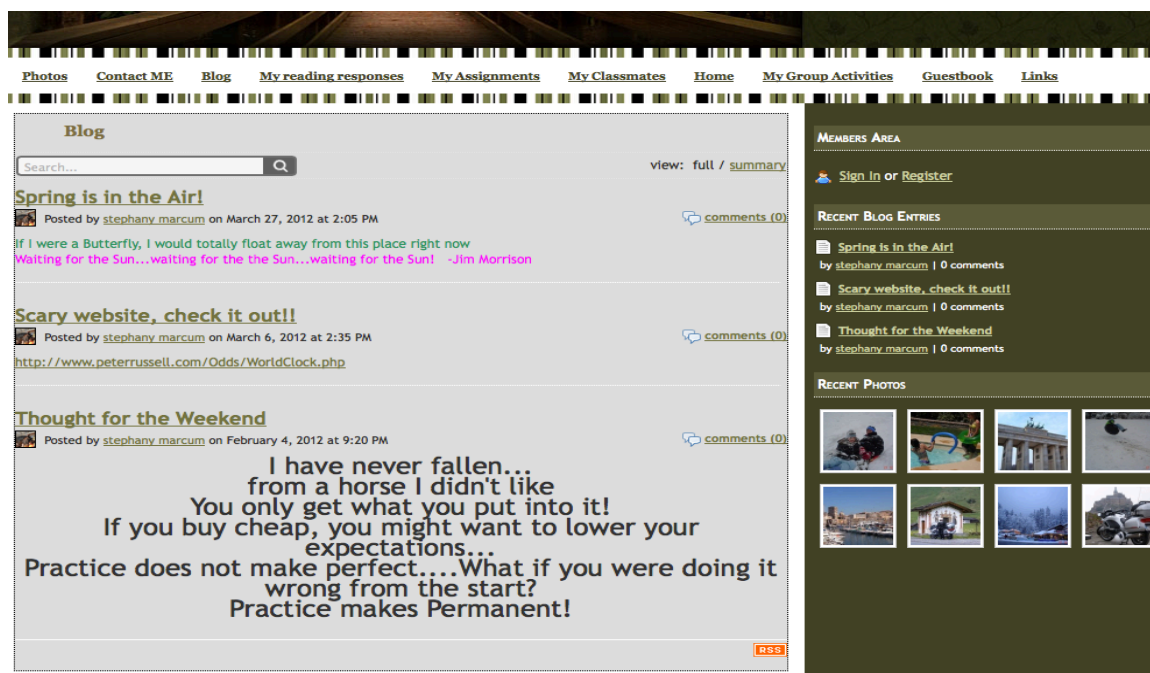 Photos Contact ME Blog My reading responses My Assignments My Classmates Home My Group Activities Guestbook Links
Blog
Search...
view: full / summary
Spring is in the Air!
Posted by stephany marcum on March 27, 2012 at 2:05 PM
comments (0)
If I were a Butterfly, I would totally float away from this place right now
Waiting for the Sun...waiting for the the Sun...waiting for the Sun! -Jim Morrison
Scary website, check it out!!
Posted by stephany marcum on March 6, 2012 at 2:35 PM
comments (0)
http://www.peterrussell.com/Odds/WorldClock.php
Thought for the Weekend
Posted by stephany marcum on February 4, 2012 at 9:20 PM
comments (0)
I have never fallen...
from a horse I didn't like
You only get what you put into it!
If you buy cheap, you might want to lower your
expectations...
Practice does not make perfect....What if you were doing it
wrong from the start?
Practice makes Permanent!
RSS
Members Area
Sign In or Register
Recent Blog Entries
Spring is in the Air!
by stephany marcum | 0 comments
Scary website, check it out!!
by stephany marcum | 0 comments
Thought for the Weekend
by stephany marcum | 0 comments
Recent Photos